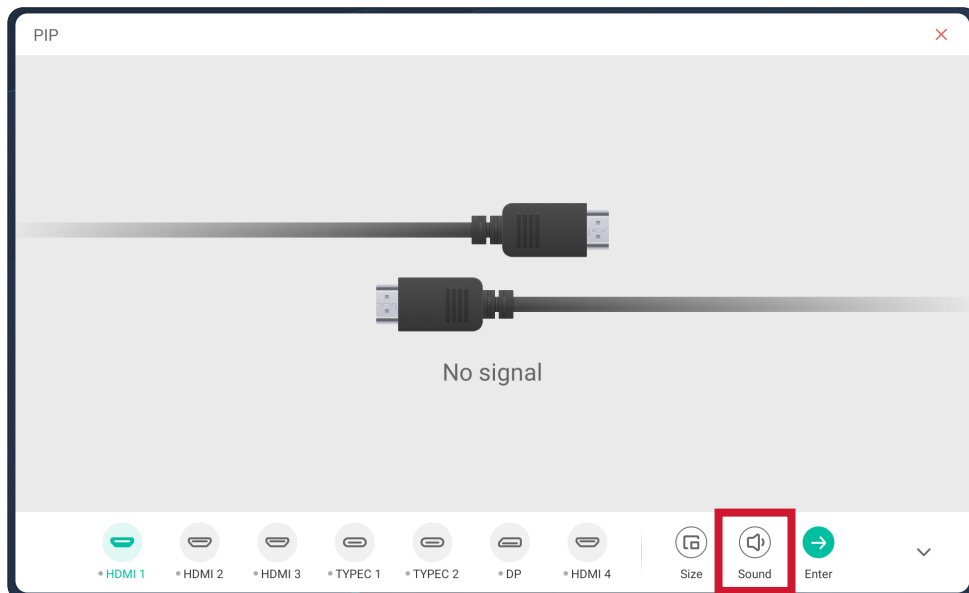 PIP
No signal
HDMI 1 HDMI 2 HDMI 3 TYPEC 1 TYPEC 2 DP HDMI 4 Size Sound Enter